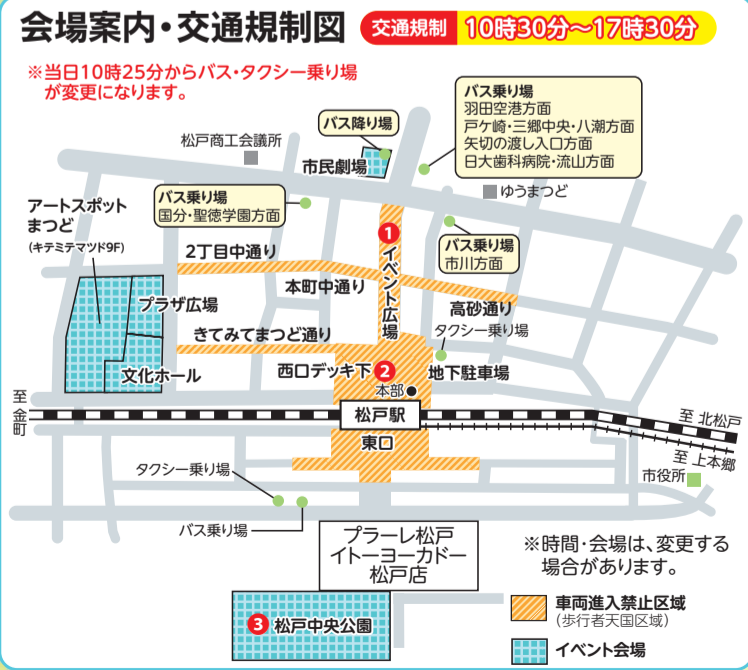 会場案内・交通規制図
交通規制 10時30分～17時30分
※当日10時25分からバス・タクシー乗り場
が変更になります。
バス乗り場
羽田空港方面
戸ケ崎・三郷中央・八潮方面
矢切の渡し入口方面
日大歯科病院・流山方面
バス降り場
松戸商工会議所
市民劇場
ゆうまつど
アートスポット
まつど
(キテミテマツド9F)
バス乗り場
国分・聖徳学園方面
1 イベント広場
バス乗り場
市川方面
2丁目中通り
本町中通り
高砂通り
プラザ広場
きてみてまつど通り
タクシー乗り場
文化ホール
西口デッキ下 2
地下駐車場
本部
至 金町
松戸駅
至 北松戸
東口
至 上本郷
市役所
タクシー乗り場
バス乗り場
プラーレ松戸
イトーヨーカドー
松戸店
※時間・会場は、変更する
場合があります。
3 松戸中央公園
車両進入禁止区域
(歩行者天国区域)
イベント会場